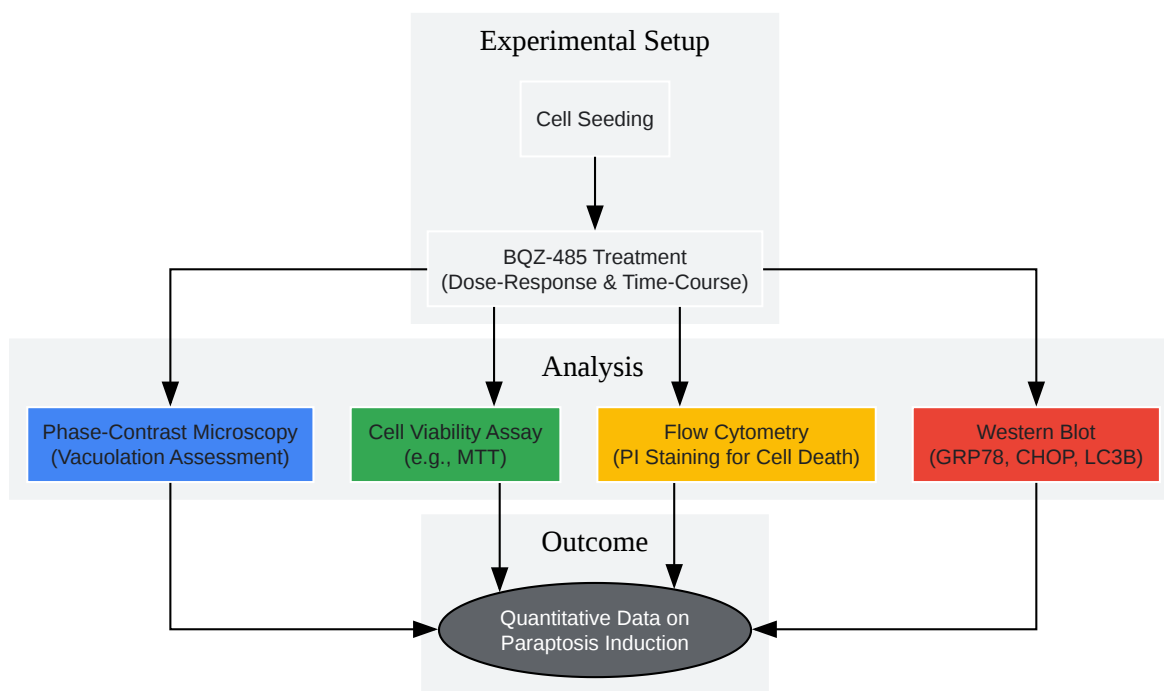 Experimental Setup
Cell Seeding
BQZ-485 Treatment
(Dose-Response & Time-Course)
Analysis
Phase-Contrast Microscopy
(Vacuolation Assessment)
Cell Viability Assay
(e.g., MTT)
Flow Cytometry
(PI Staining for Cell Death)
Western Blot
(GRP78, CHOP, LC3B)
Outcome
Quantitative Data on
Paraptosis Induction